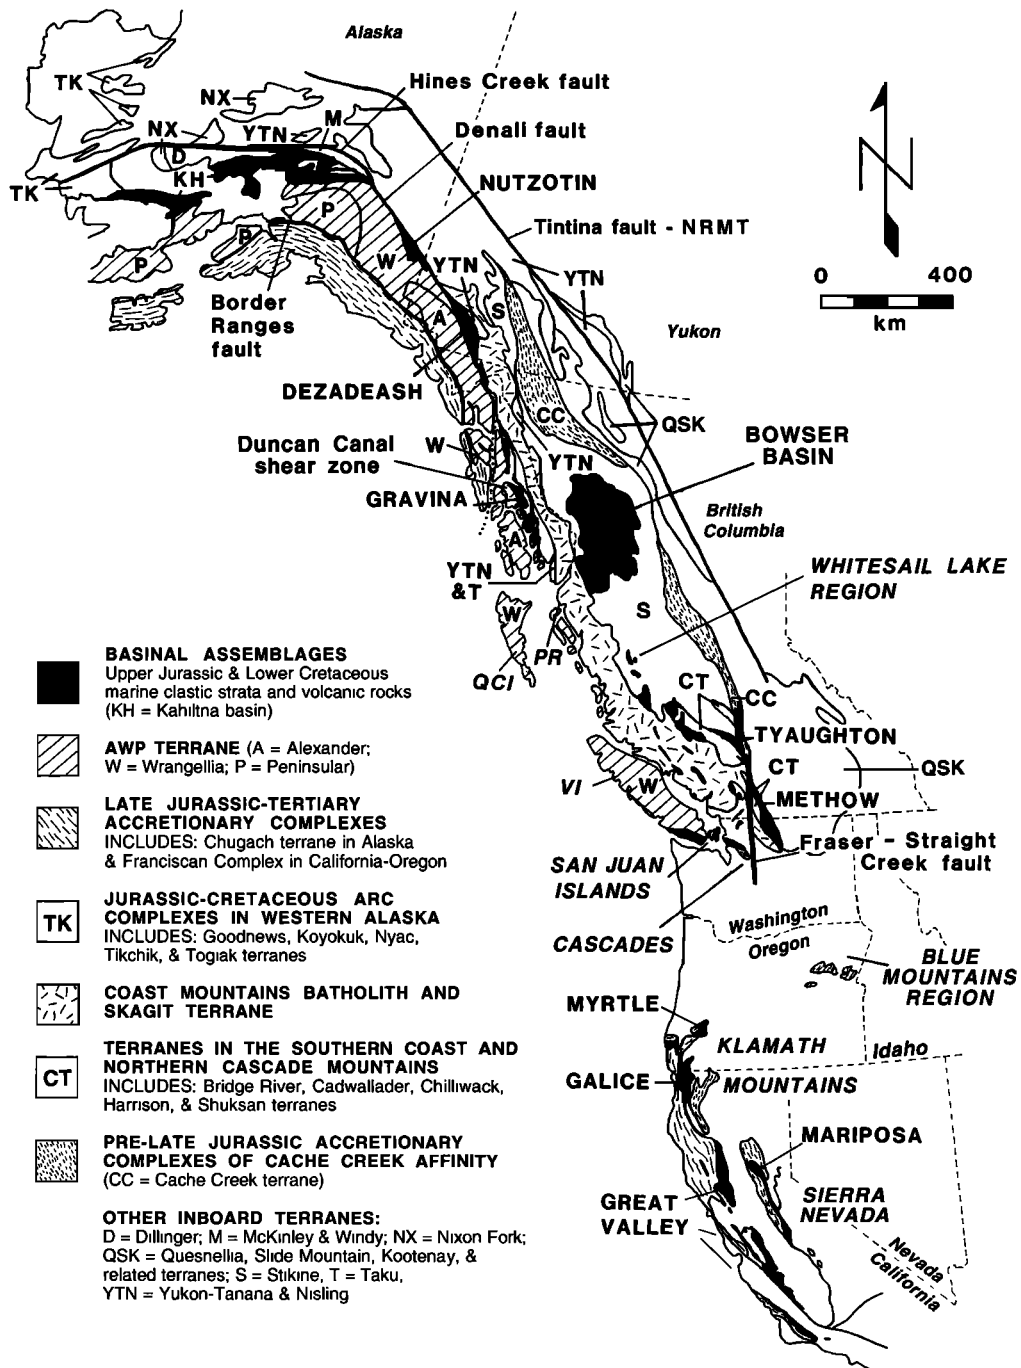 Alaska
Hines Creek fault
TK
NX
M
NX
YTN
Denali fault
D
KH
TK
NUTZOTIN
P
Tintina fault - NRMT
P
W
YTN
YTN
P
0 400
km
Border
Ranges
fault
A
S
Yukon
DEZADEASH
CC
QSK
W
BOWSER
BASIN
Duncan Canal
shear zone
YTN
GRAVINA
British
Columbia
A
WHITESAIL LAKE
REGION
YTN
&T
W
S
PR
QCI
CT
CC
TYAUGHTON
CT
QSK
VI
W
METHOW
Fraser - Straight
Creek fault
SAN JUAN
ISLANDS
CASCADES
Washington
Oregon
BLUE
MOUNTAINS
REGION
MYRTLE
KLAMATH
MOUNTAINS
Idaho
GALICE
MARIPOSA
GREAT
VALLEY
SIERRA
NEVADA
Nevada
California
BASINAL ASSEMBLAGES
Upper Jurassic & Lower Cretaceous
marine clastic strata and volcanic rocks
(KH = Kahiltna basin)
AWP TERRANE (A = Alexander;
W = Wrangellia; P = Peninsular)
LATE JURASSIC-TERTIARY
ACCRETIONARY COMPLEXES
INCLUDES: Chugach terrane in Alaska
& Franciscan Complex in California-Oregon
TK
JURASSIC-CRETACEOUS ARC
COMPLEXES IN WESTERN ALASKA
INCLUDES: Goodnews, Koyokuk, Nyac,
Tikchik, & Togiak terranes
COAST MOUNTAINS BATHOLITH AND
SKAGIT TERRANE
CT
TERRANES IN THE SOUTHERN COAST AND
NORTHERN CASCADE MOUNTAINS
INCLUDES: Bridge River, Cadwallader, Chilliwack,
Harrison, & Shuksan terranes
PRE-LATE JURASSIC ACCRETIONARY
COMPLEXES OF CACHE CREEK AFFINITY
(CC = Cache Creek terrane)
OTHER INBOARD TERRANES:
D = Dillinger; M = McKinley & Windy; NX = Nixon Fork;
QSK = Quesnellia, Slide Mountain, Kootenay, &
related terranes; S = Stikine, T = Taku,
YTN = Yukon-Tanana & Nisling